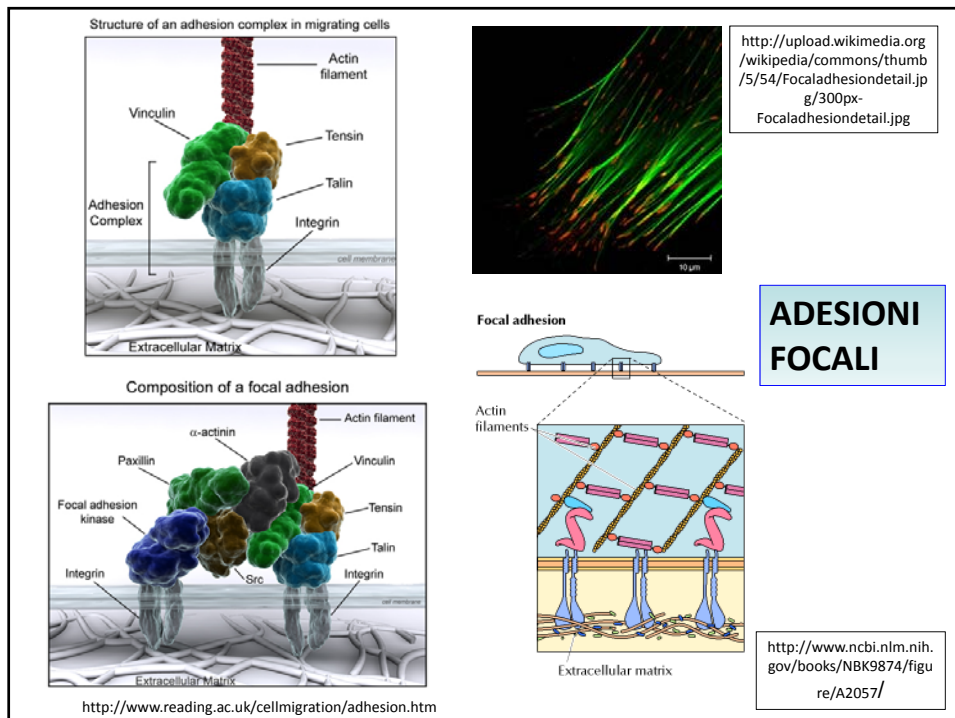 Structure of an adhesion complex in migrating cells
Actin
filament
Vinculin
Tensin
Talin
Adhesion
Complex
Integrin
cell membrane
Extracellular Matrix
Composition of a focal adhesion
Actin filament
α-actinin
Paxillin
Vinculin
Focal adhesion
kinase
Tensin
Talin
Integrin
Src
Integrin
cell membrane
Extracellular Matrix
http://www.reading.ac.uk/cellmigration/adhesion.htm
10 µm
http://upload.wikimedia.org
/wikipedia/commons/thumb
/5/54/Focaladhesiondetail.jp
g/300px-
Focaladhesiondetail.jpg
ADESIONI
FOCALI
Focal adhesion
Actin
filaments
Extracellular matrix
http://www.ncbi.nlm.nih.
gov/books/NBK9874/figu
re/A2057/